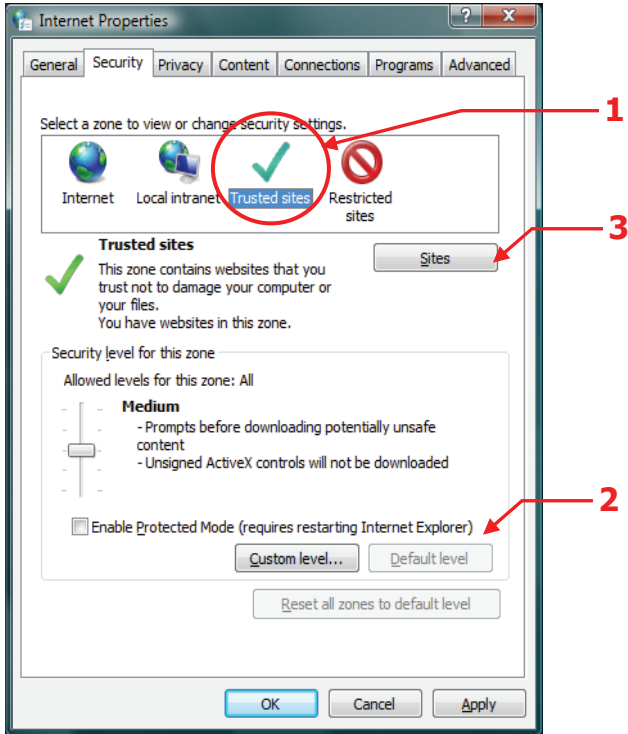 Internet Properties
?
X
General Security Privacy Content Connections Programs Advanced
1
Select a zone to view or change security settings.
Internet
Local intranet
Trusted sites
Restricted
sites
3
Trusted sites
Sites
This zone contains websites that you
trust not to damage your computer or
your files.
You have websites in this zone.
Security level for this zone
Allowed levels for this zone: All
Medium
- Prompts before downloading potentially unsafe
content
- Unsigned ActiveX controls will not be downloaded
2
Enable Protected Mode (requires restarting Internet Explorer)
Custom level...
Default level
Reset all zones to default level
OK
Cancel
Apply